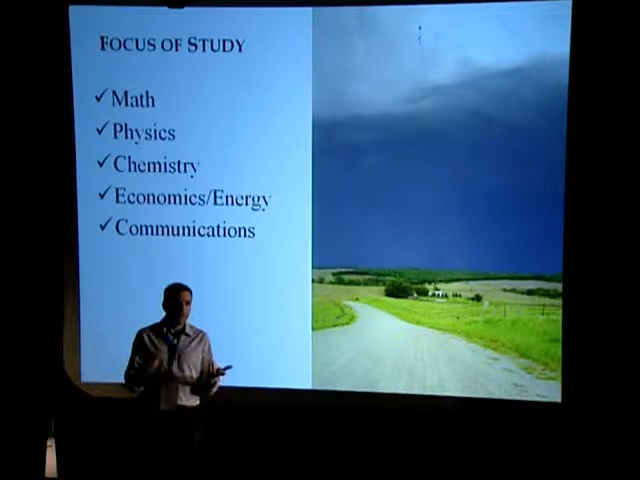 FOCUS OF STUDY
✓ Math
✓ Physics
✓ Chemistry
✓ Economics/Energy
✓ Communications